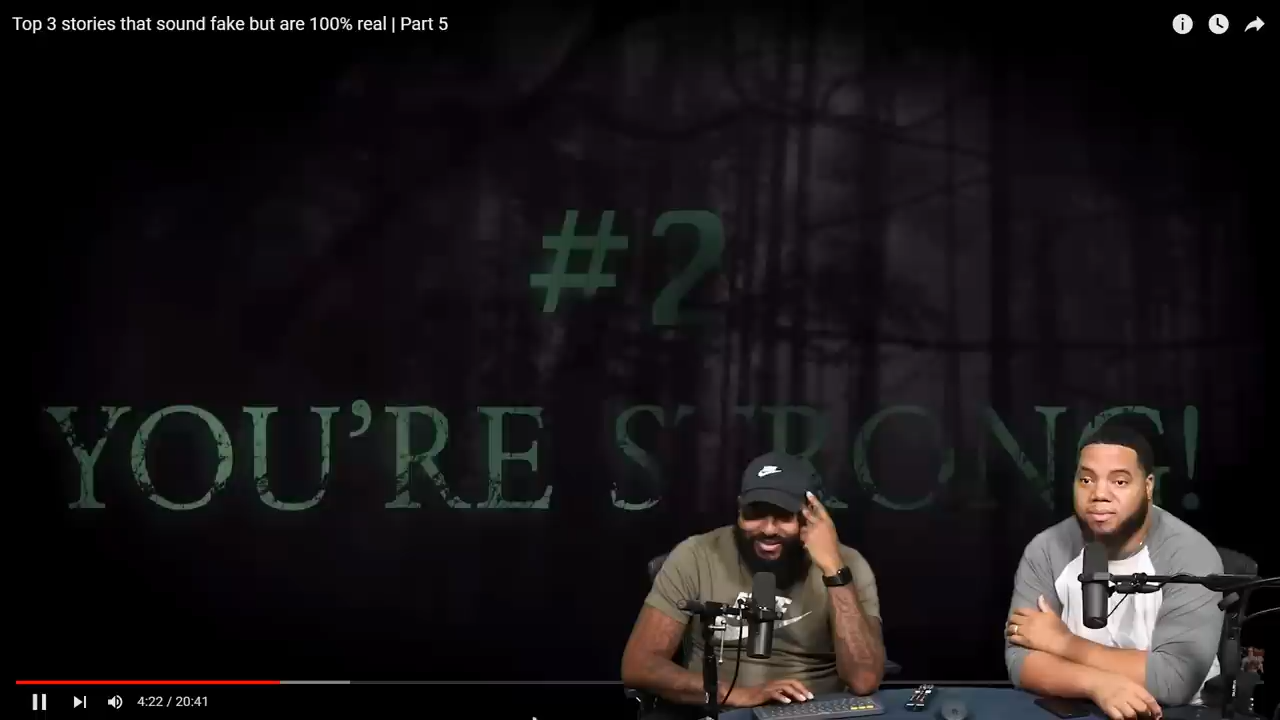 Top 3 stories that sound fake but are 100% real | Part 5
#2
YOU'RE STRONG!
4:22 / 20:41